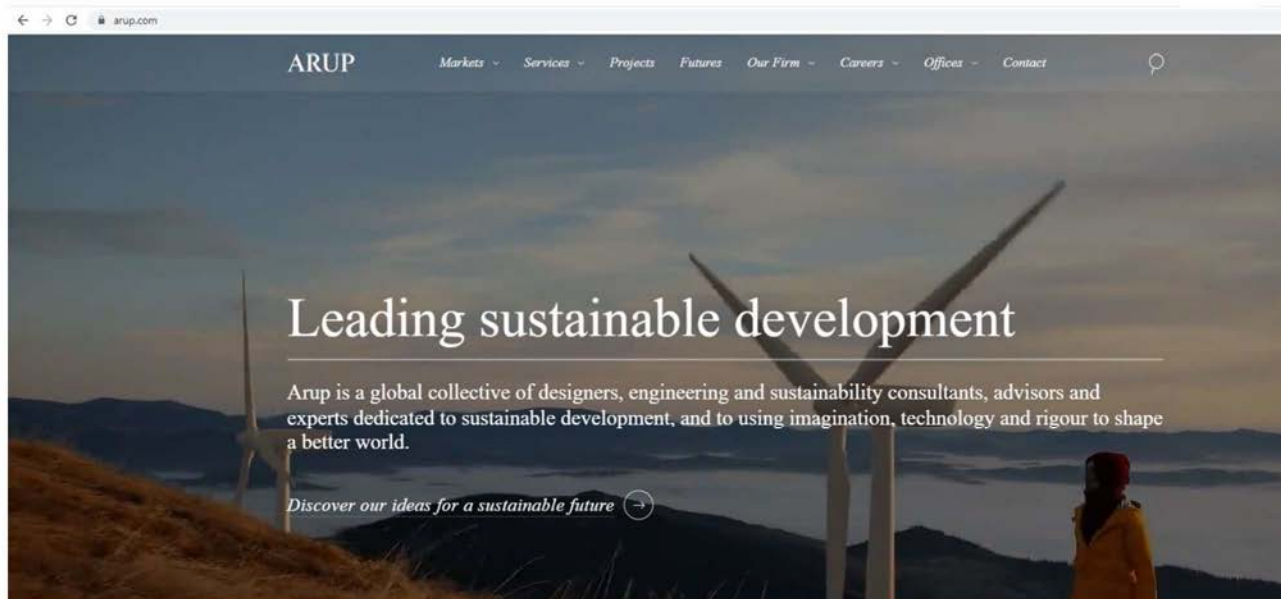 arup.com
ARUP Markets Services Projects Futures Our Firm Careers Offices Contact
Leading sustainable development
Arup is a global collective of designers, engineering and sustainability consultants, advisors and
experts dedicated to sustainable development, and to using imagination, technology and rigour to shape
a better world.
Discover our ideas for a sustainable future